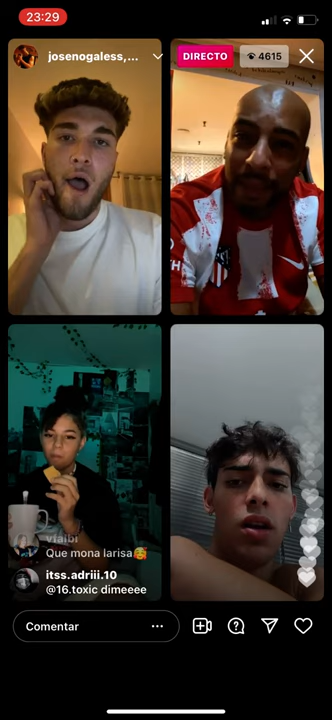 23:29
josenogaless,...
DIRECTO
4615
Que mona larisa🥰
itss.adriii.10
@16.toxic dimeeee
Comentar